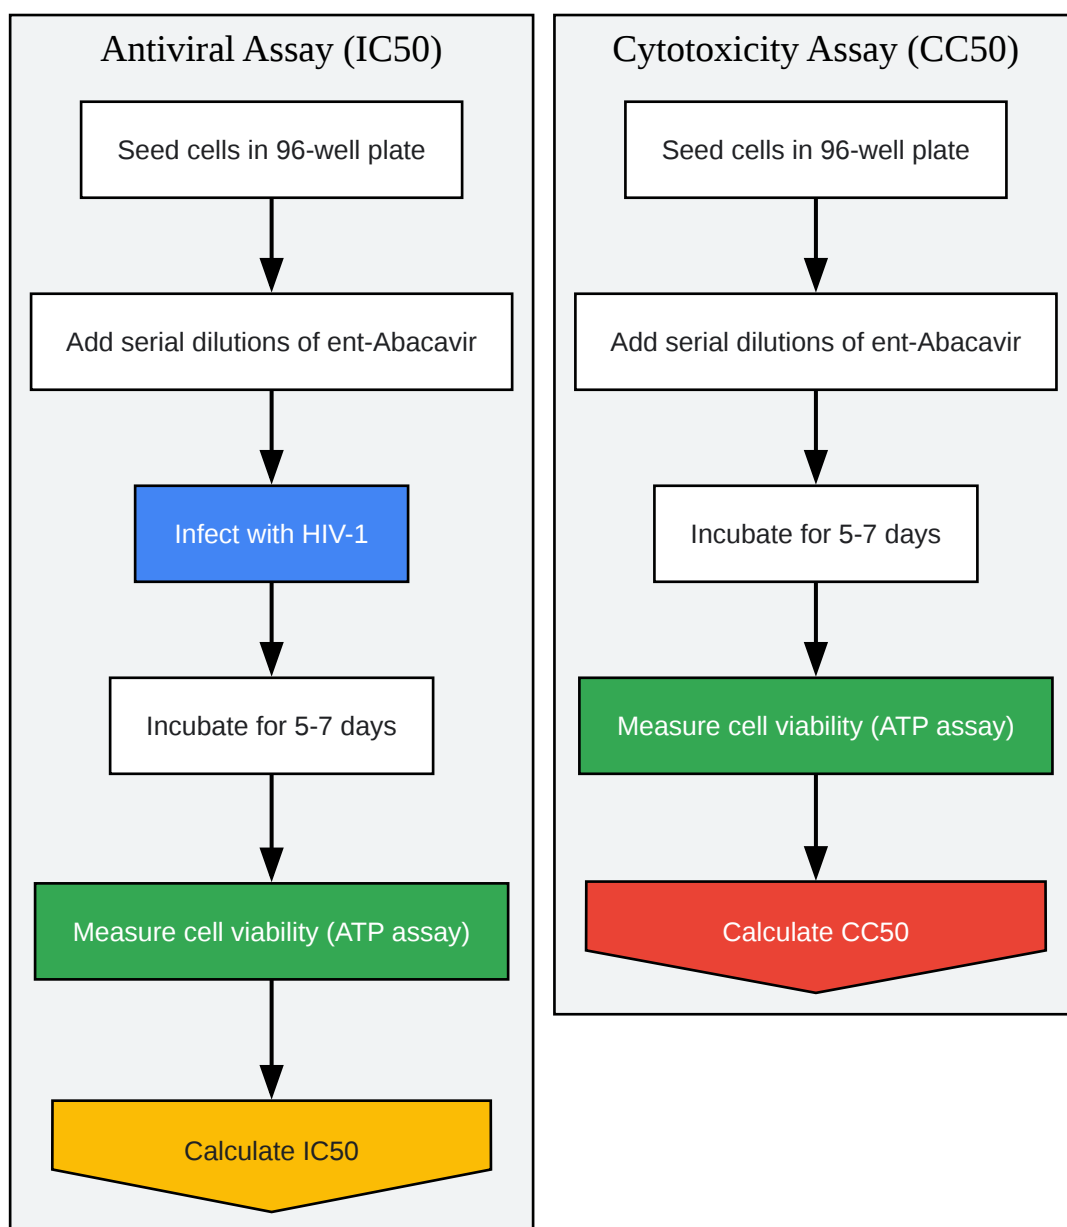 Antiviral Assay (IC50)
Seed cells in 96-well plate
Add serial dilutions of ent-Abacavir
Infect with HIV-1
Incubate for 5-7 days
Measure cell viability (ATP assay)
Calculate IC50
Cytotoxicity Assay (CC50)
Seed cells in 96-well plate
Add serial dilutions of ent-Abacavir
Incubate for 5-7 days
Measure cell viability (ATP assay)
Calculate CC50